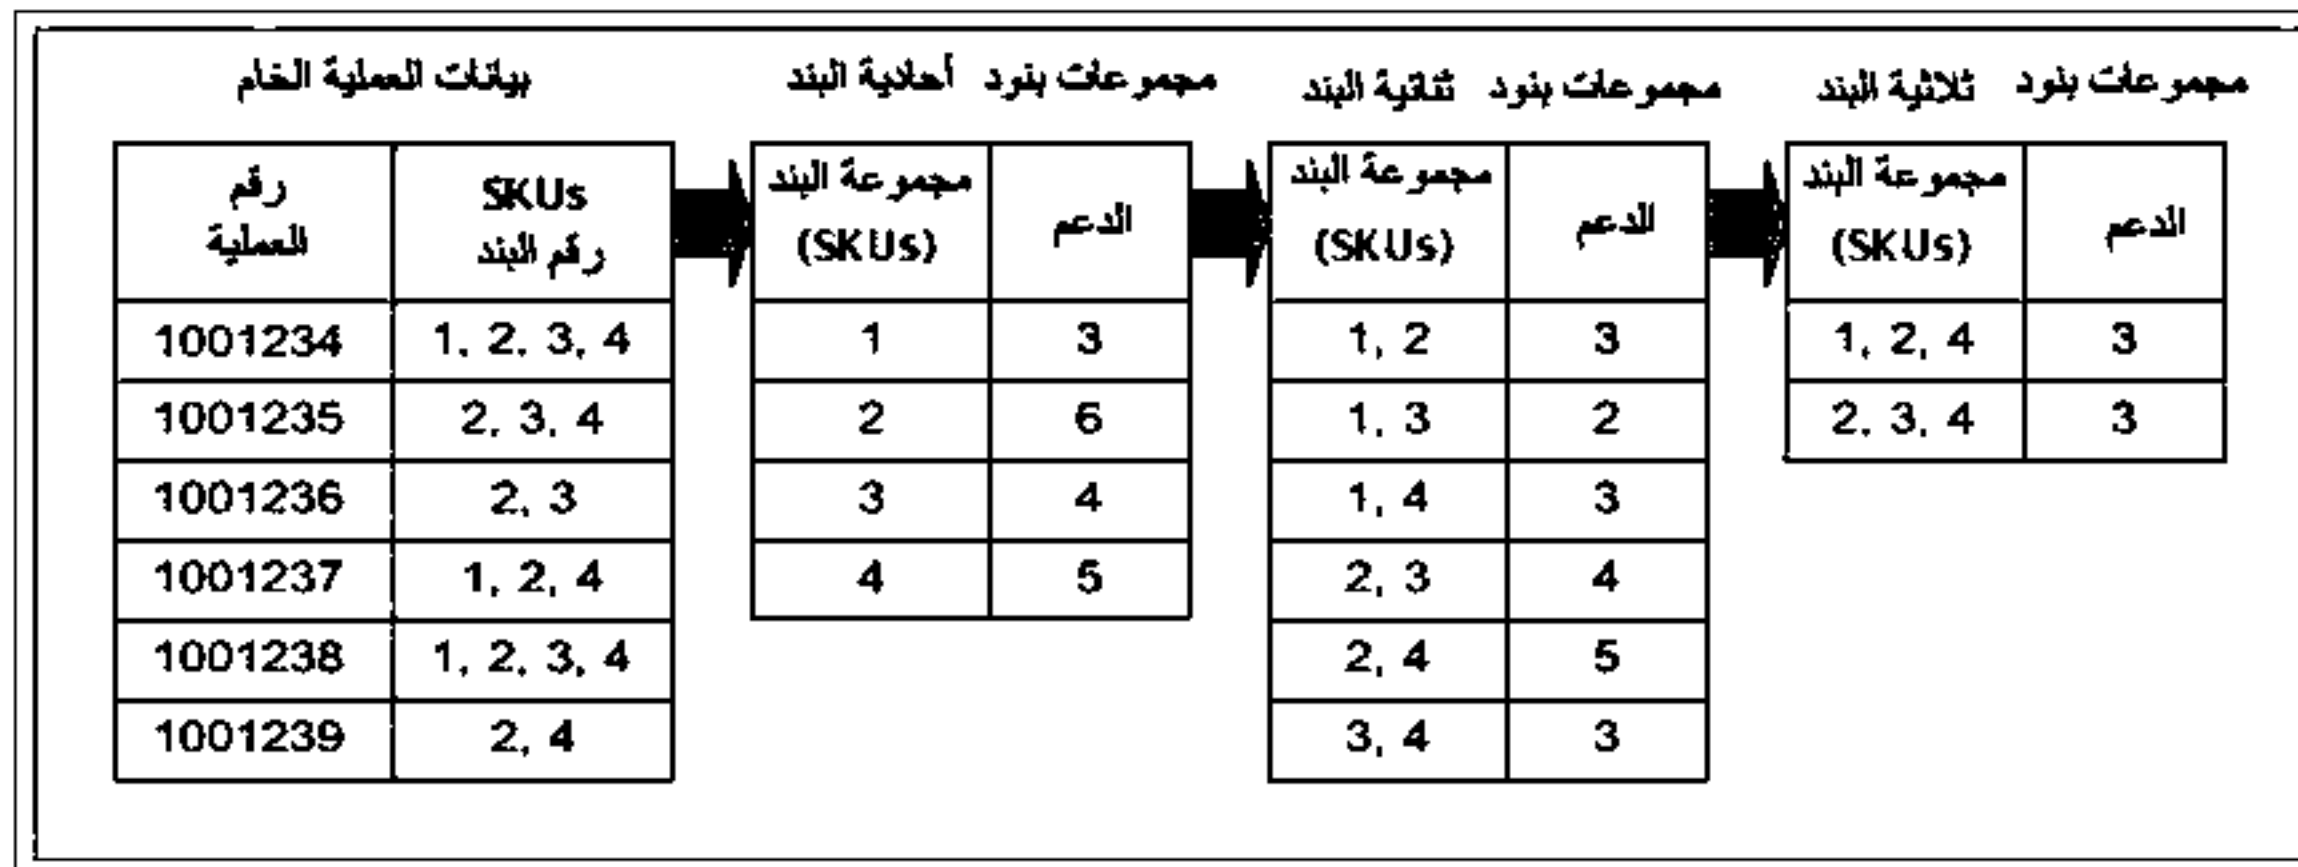 بيانات العملية الخام
مجموعات بنود أحادية البند
مجموعات بنود ثنائية البند
مجموعات بنود ثلاثية البند
رقم العملية
SKUs رقم البند
1001234 1, 2, 3, 4
1001235 2, 3, 4
1001236 2, 3
1001237 1, 2, 4
1001238 1, 2, 3, 4
1001239 2, 4
مجموعة البند (SKUs) الدعم
1 3
2 6
3 4
4 5
مجموعة البند (SKUs) الدعم
1, 2 3
1, 3 2
1, 4 3
2, 3 4
2, 4 5
3, 4 3
مجموعة البند (SKUs) الدعم
1, 2, 4 3
2, 3, 4 3